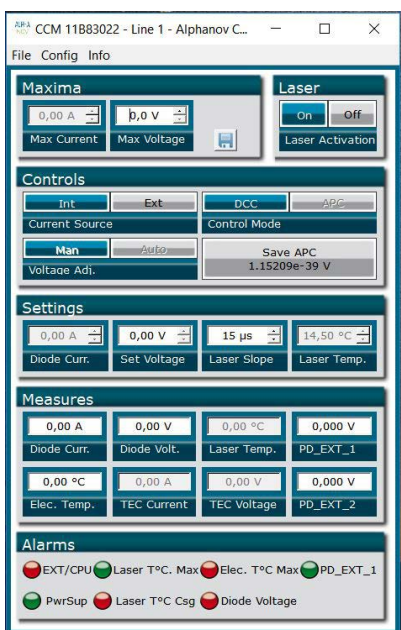 CCM 11B83022 - Line 1 - Alphanov C...
File Config Info
Maxima
0,00 A 0,0 V
Max Current Max Voltage
Laser
On Off
Laser Activation
Controls
Int Ext DCC APC
Current Source Control Mode
Man Auto
Voltage Adj.
Save APC
1.15209e-39 V
Settings
0,00 A 0,00 V 15 µs 14,50 °C
Diode Curr. Set Voltage Laser Slope Laser Temp.
Measures
0,00 A 0,00 V 0,00 °C 0,000 V
Diode Curr. Diode Volt. Laser Temp. PD_EXT_1
0,00 °C 0,00 A 0,00 V 0,000 V
Elec. Temp. TEC Current TEC Voltage PD_EXT_2
Alarms
EXT/CPU Laser T°C. Max Elec. T°C Max PD_EXT_1
PwrSup Laser T°C Csg Diode Voltage